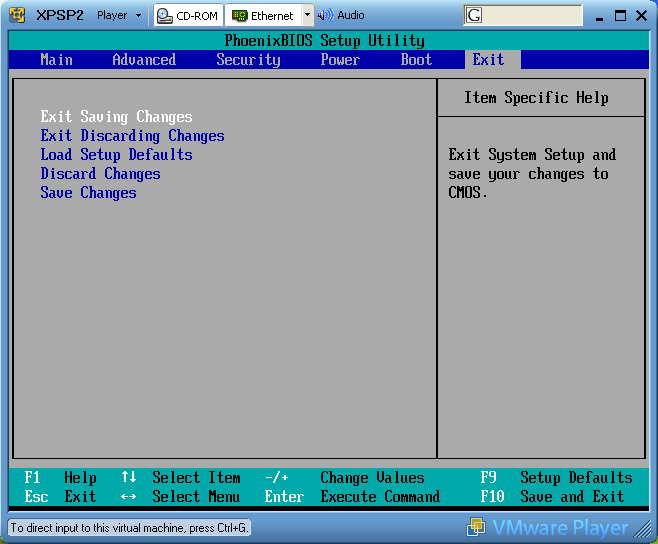 XPSP2 Player CD-ROM Ethernet Audio G
PhoenixBIOS Setup Utility
Main Advanced Security Power Boot Exit
Item Specific Help
Exit Saving Changes
Exit Discarding Changes
Load Setup Defaults
Discard Changes
Save Changes
Exit System Setup and
save your changes to
CMOS.
F1 Help ↑↓ Select Item -/+ Change Values F9 Setup Defaults
Esc Exit ↔ Select Menu Enter Execute Command F10 Save and Exit
To direct input to this virtual machine, press Ctrl+G.
VMware Player